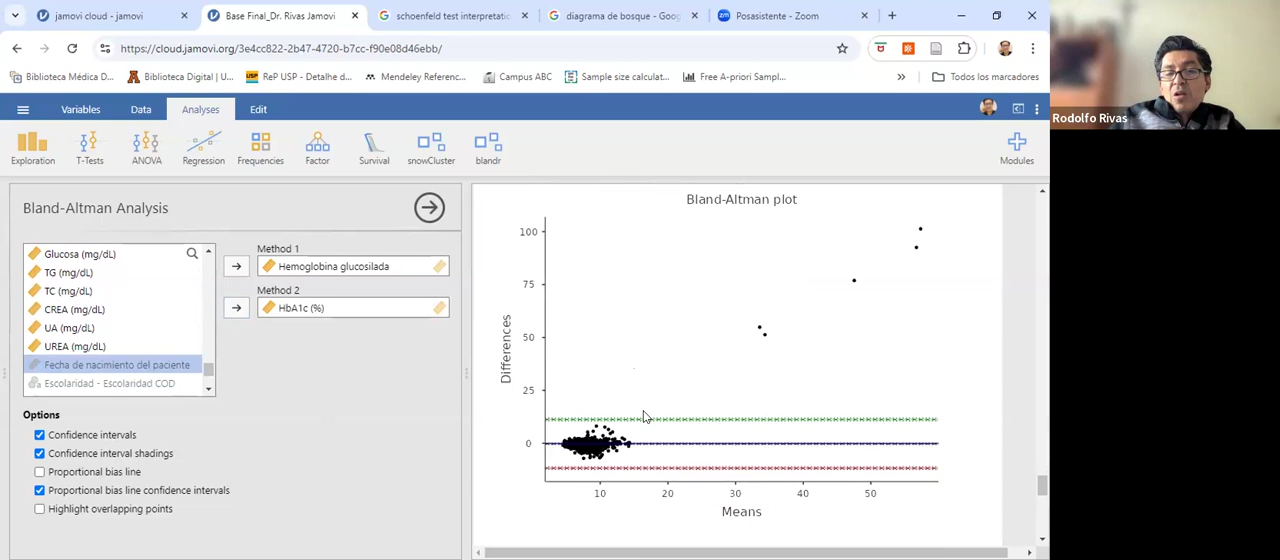 jamovi cloud - jamovi
Base Final_Dr. Rivas Jamovi
schoenfeld test interpretatio
diagrama de bosque - Goog
Posasistente - Zoom
https://cloud.jamovi.org/3e4cc822-2b47-4720-b7cc-f90e08d46ebb/
Biblioteca Médica D...
Biblioteca Digital | U...
ReP USP - Detalhe d...
Mendeley Referenc...
Campus ABC
Sample size calculat...
Free A-priori Sampl...
»
Todos los marcadores
Variables
Data
Analyses
Edit
Exploration
T-Tests
ANOVA
Regression
Frequencies
Factor
Survival
snowCluster
blandr
Modules
Rodolfo Rivas
Bland-Altman Analysis
Glucosa (mg/dL)
TG (mg/dL)
TC (mg/dL)
CREA (mg/dL)
UA (mg/dL)
UREA (mg/dL)
Fecha de nacimiento del paciente
Escolaridad - Escolaridad COD
Method 1
Hemoglobina glucosilada
Method 2
HbA1c (%)
Options
Confidence intervals
Confidence interval shadings
Proportional bias line
Proportional bias line confidence intervals
Highlight overlapping points
Bland-Altman plot
Differences
100
75
50
25
0
10
20
30
40
50
Means